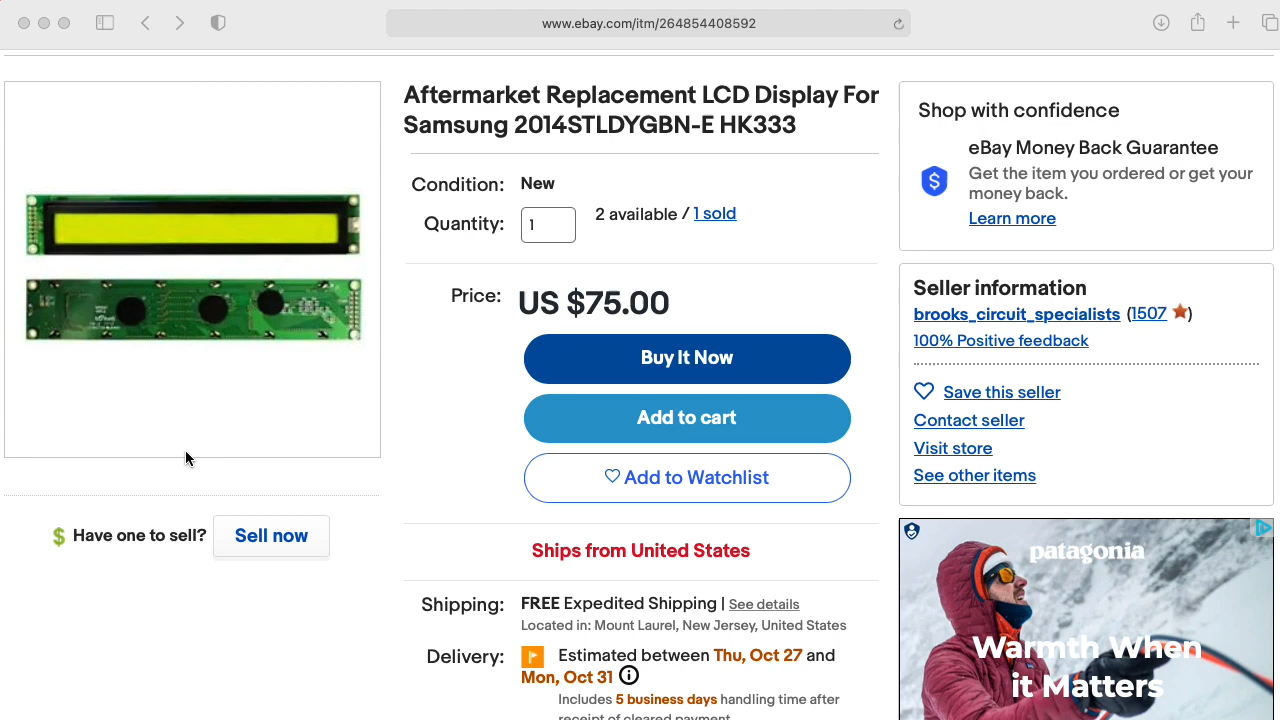 www.ebay.com/itm/264854408592
Aftermarket Replacement LCD Display For
Samsung 2014STLDYGBN-E HK333
Condition: New
Quantity: 1 2 available / 1 sold
Price: US $75.00
Buy It Now
Add to cart
Add to Watchlist
Have one to sell? Sell now
Ships from United States
Shipping: FREE Expedited Shipping | See details
Located in: Mount Laurel, New Jersey, United States
Delivery: Estimated between Thu, Oct 27 and
Mon, Oct 31
Includes 5 business days handling time after
receipt of cleared payment
Shop with confidence
eBay Money Back Guarantee
Get the item you ordered or get your
money back.
Learn more
Seller information
brooks_circuit_specialists (1507)
100% Positive feedback
Save this seller
Contact seller
Visit store
See other items
patagonia
Warmth When
it Matters